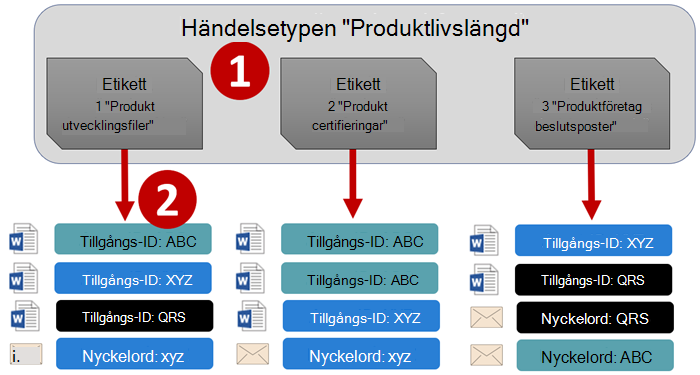 Händelsetypen "Produktlivslängd"
1
Etikett
1 "Produkt
utvecklingsfiler"
Etikett
2 "Produkt
certifieringar"
Etikett
3 "Produktföretag
beslutsposter"
2
W Tillgångs-ID: ABC
W Tillgångs-ID: XYZ
W Tillgångs-ID: QRS
i. Nyckelord: xyz
W Tillgångs-ID: ABC
W Tillgångs-ID: ABC
W Tillgångs-ID: XYZ
Nyckelord: xyz
W Tillgångs-ID: XYZ
W Tillgångs-ID: QRS
Nyckelord: QRS
Nyckelord: ABC